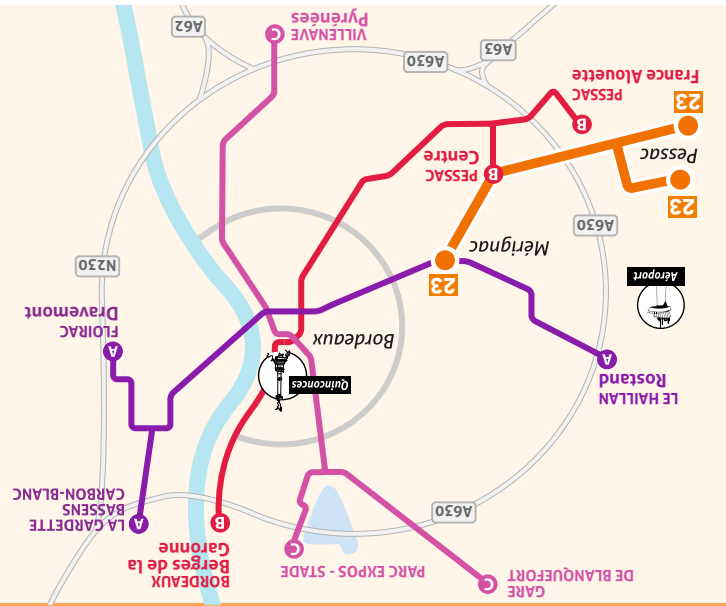 GARE
DE BLANQUEFORT
PARC EXPOS - STADE
BORDEAUX
Berges de la
Garonne
LA GARDETTE
BASSENS
CARBON-BLANC
A630
LE HAILLAN
Rostand
Quinconces
Bordeaux
FLOIRAC
Dravemont
Aéroport
23
Mérignac
N230
A630
23
PESSAC
Centre
Pessac
23
PESSAC
France Alouette
A630
A63
A62
VILLENAVE
Pyrénées
C
C
B
A
A
A
B
B
C